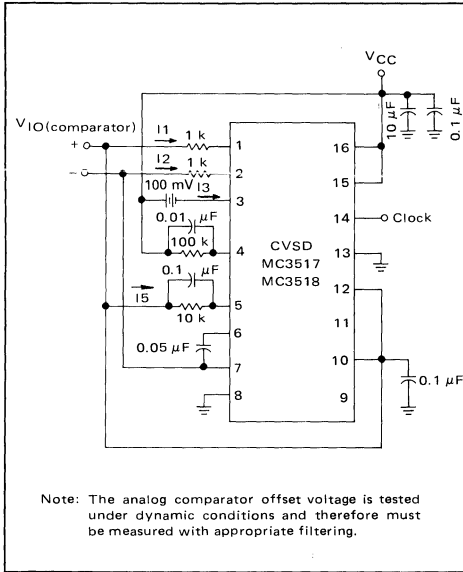 VCC
VIO(comparator)
+
−
I1
1 k
I2
1 k
100 mV
I3
0.01 µF
100 k
0.1 µF
I5
10 k
0.05 µF
10 µF
0.1 µF
1
2
3
4
5
6
7
8
16
15
14
13
12
11
10
9
CVSD
MC3517
MC3518
Clock
0.1 µF
Note: The analog comparator offset voltage is tested
under dynamic conditions and therefore must
be measured with appropriate filtering.